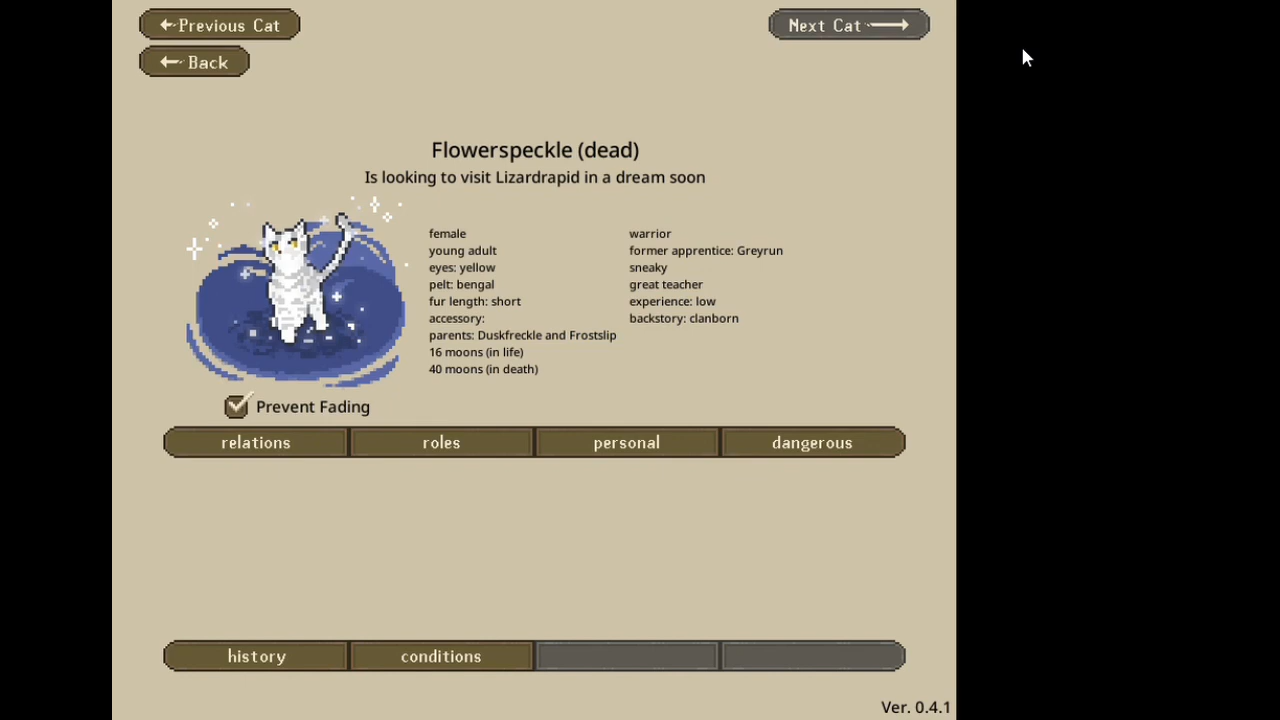 Previous Cat
Next Cat
Back
Flowerspeckle (dead)
Is looking to visit Lizardrapid in a dream soon
female
young adult
eyes: yellow
pelt: bengal
fur length: short
accessory:
parents: Duskfreckle and Frostslip
16 moons (in life)
40 moons (in death)
warrior
former apprentice: Greyrun
sneaky
great teacher
experience: low
backstory: clanborn
Prevent Fading
relations
roles
personal
dangerous
history
conditions
Ver. 0.4.1